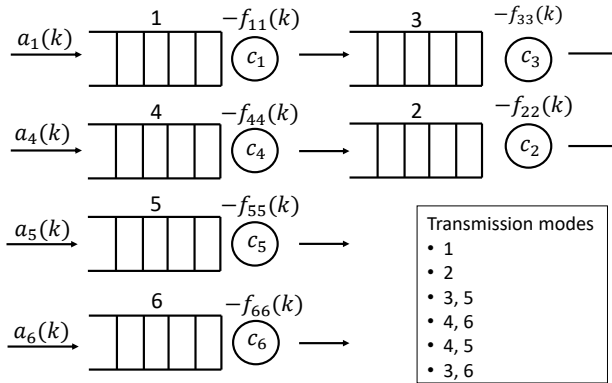 1 3
a₁(k) −f₁₁(k) −f₃₃(k)
c₁ c₃
4 2
a₄(k) −f₄₄(k) −f₂₂(k)
c₄ c₂
5
a₅(k) −f₅₅(k)
c₅
6
a₆(k) −f₆₆(k)
c₆
Transmission modes
• 1
• 2
• 3, 5
• 4, 6
• 4, 5
• 3, 6